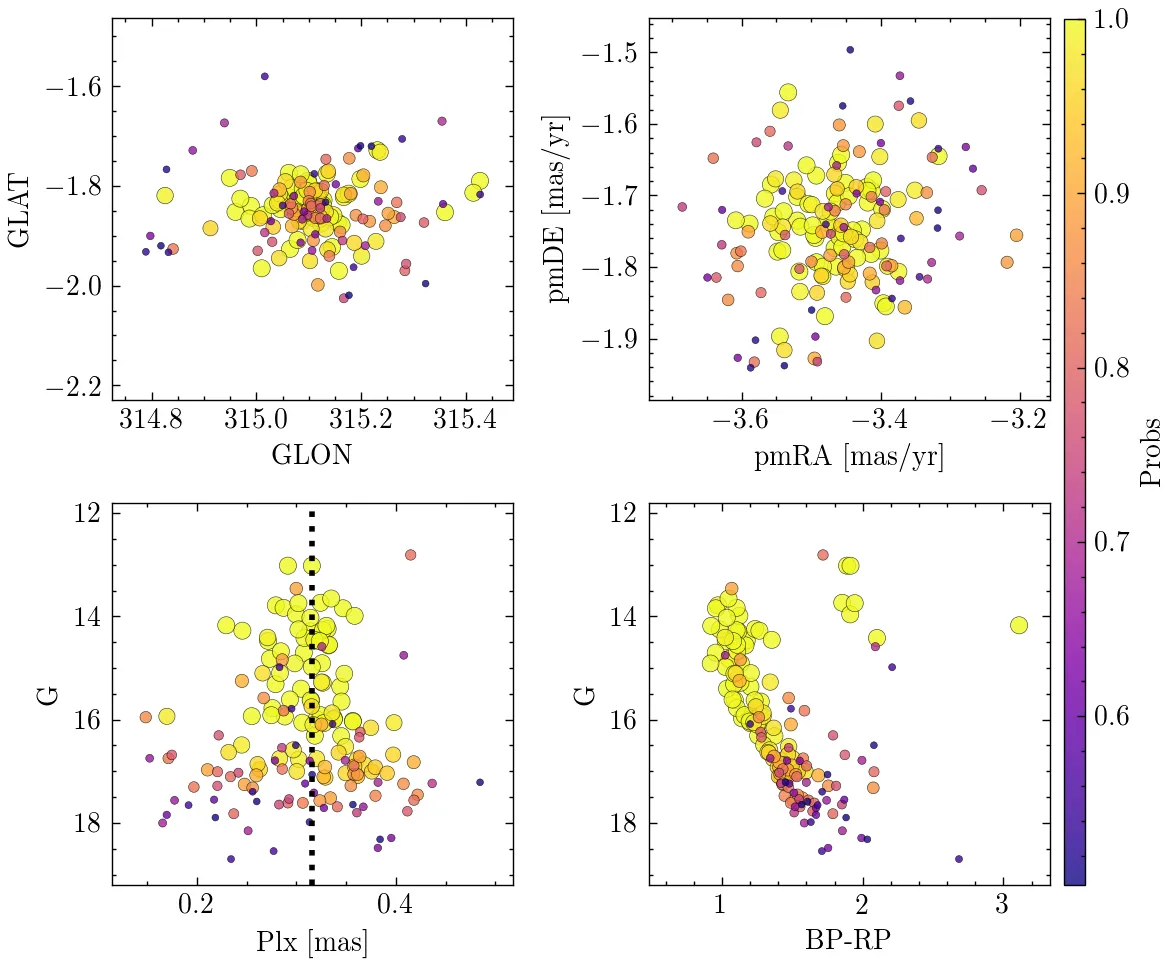 −1.6
−1.8
−2.0
−2.2
GLAT
314.8 315.0 315.2 315.4
GLON
−1.5
−1.6
−1.7
−1.8
−1.9
pmDE [mas/yr]
−3.6 −3.4 −3.2
pmRA [mas/yr]
1.0
0.9
0.8
0.7
0.6
Probs
12
14
16
18
G
0.2 0.4
Plx [mas]
12
14
16
18
G
1 2 3
BP-RP